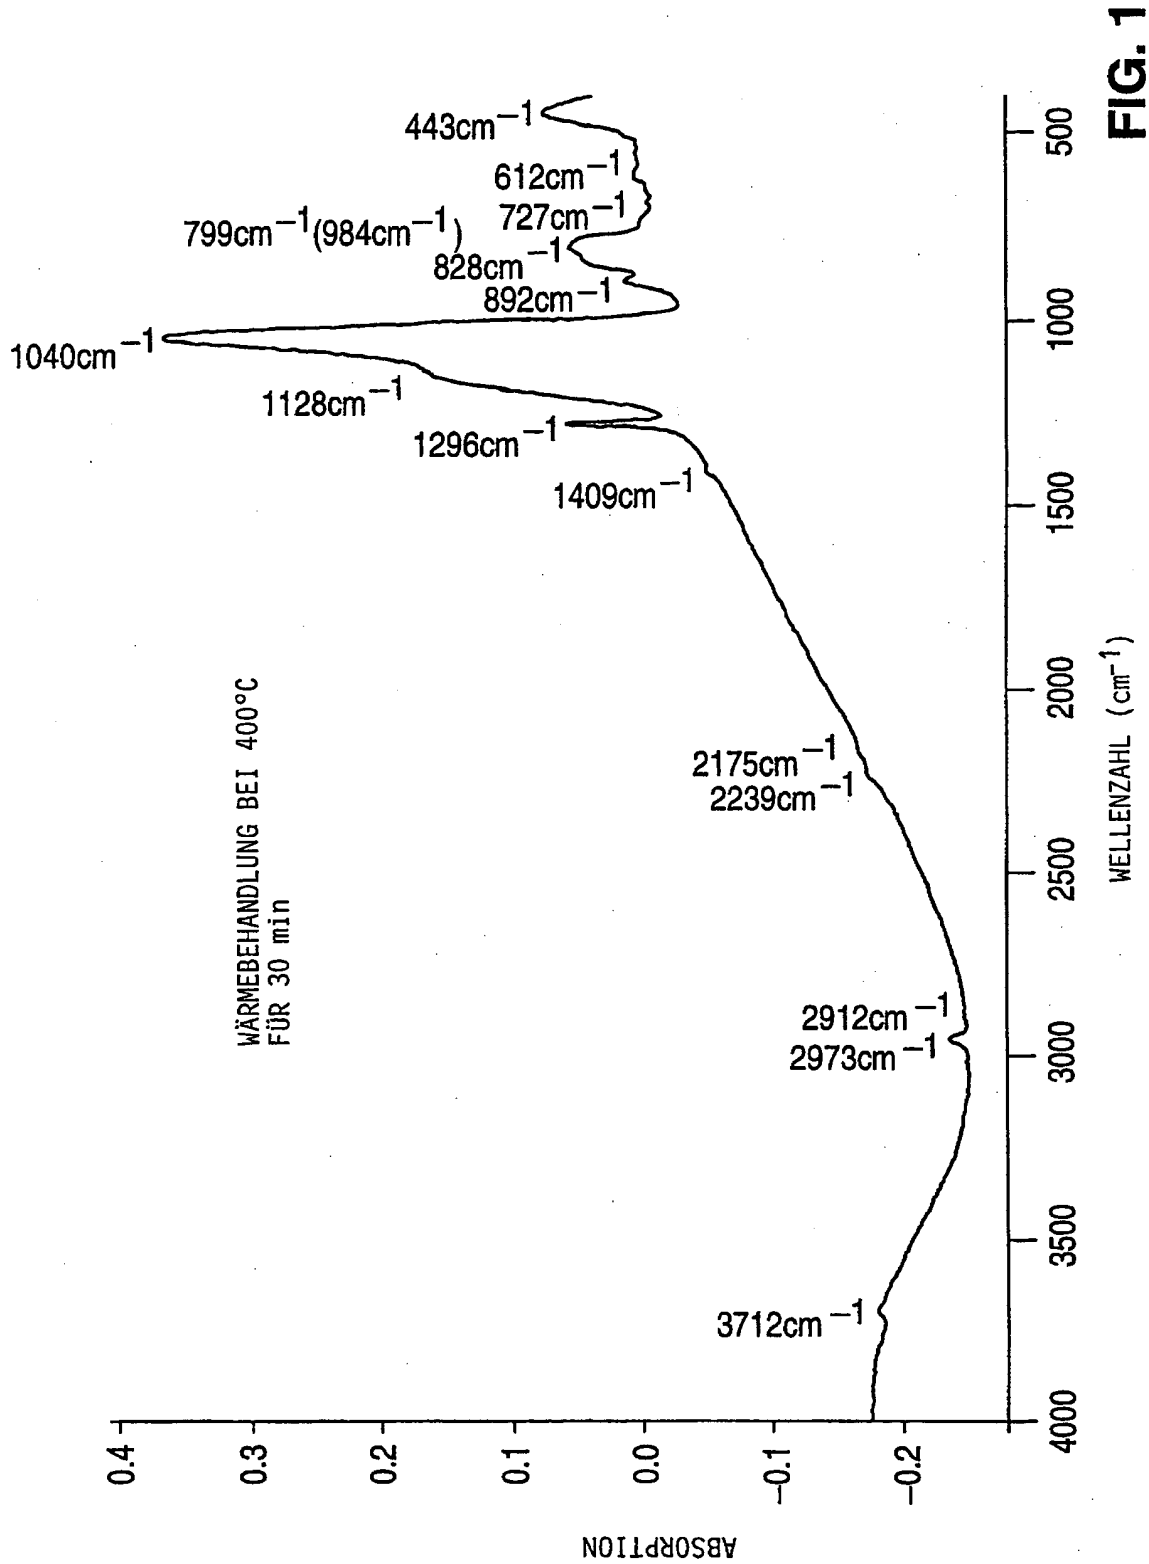 WÄRMEBEHANDLUNG BEI 400°C
FÜR 30 min
ABSORPTION
0.4
0.3
0.2
0.1
0.0
−0.1
−0.2
3712cm−1
2973cm−1
2912cm−1
2239cm−1
2175cm−1
1409cm−1
1296cm−1
1128cm−1
1040cm−1
892cm−1
828cm−1
799cm−1(984cm−1)
727cm−1
612cm−1
443cm−1
4000
3500
3000
2500
2000
1500
1000
500
WELLENZAHL (cm−1)
FIG. 1